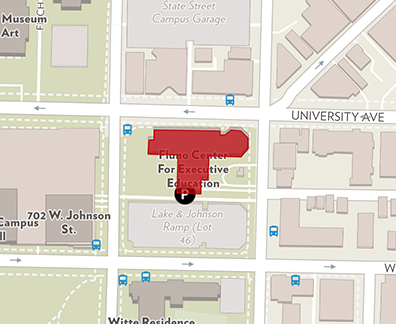 State Street
Campus Garage
Museum
Art
UNIVERSITY AVE
Fluno Center
For Executive
Education
P
702 W. Johnson
St.
Campus
Lake & Johnson
Ramp (Lot
46)
W
Witte Residence